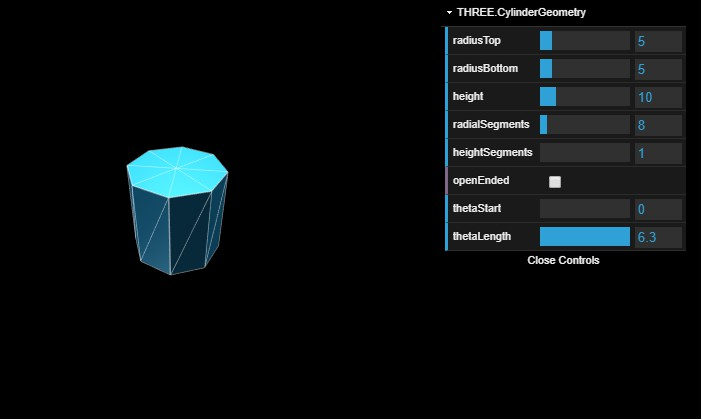 THREE.CylinderGeometry
radiusTop 5
radiusBottom 5
height 10
radialSegments 8
heightSegments 1
openEnded
thetaStart 0
thetaLength 6.3
Close Controls